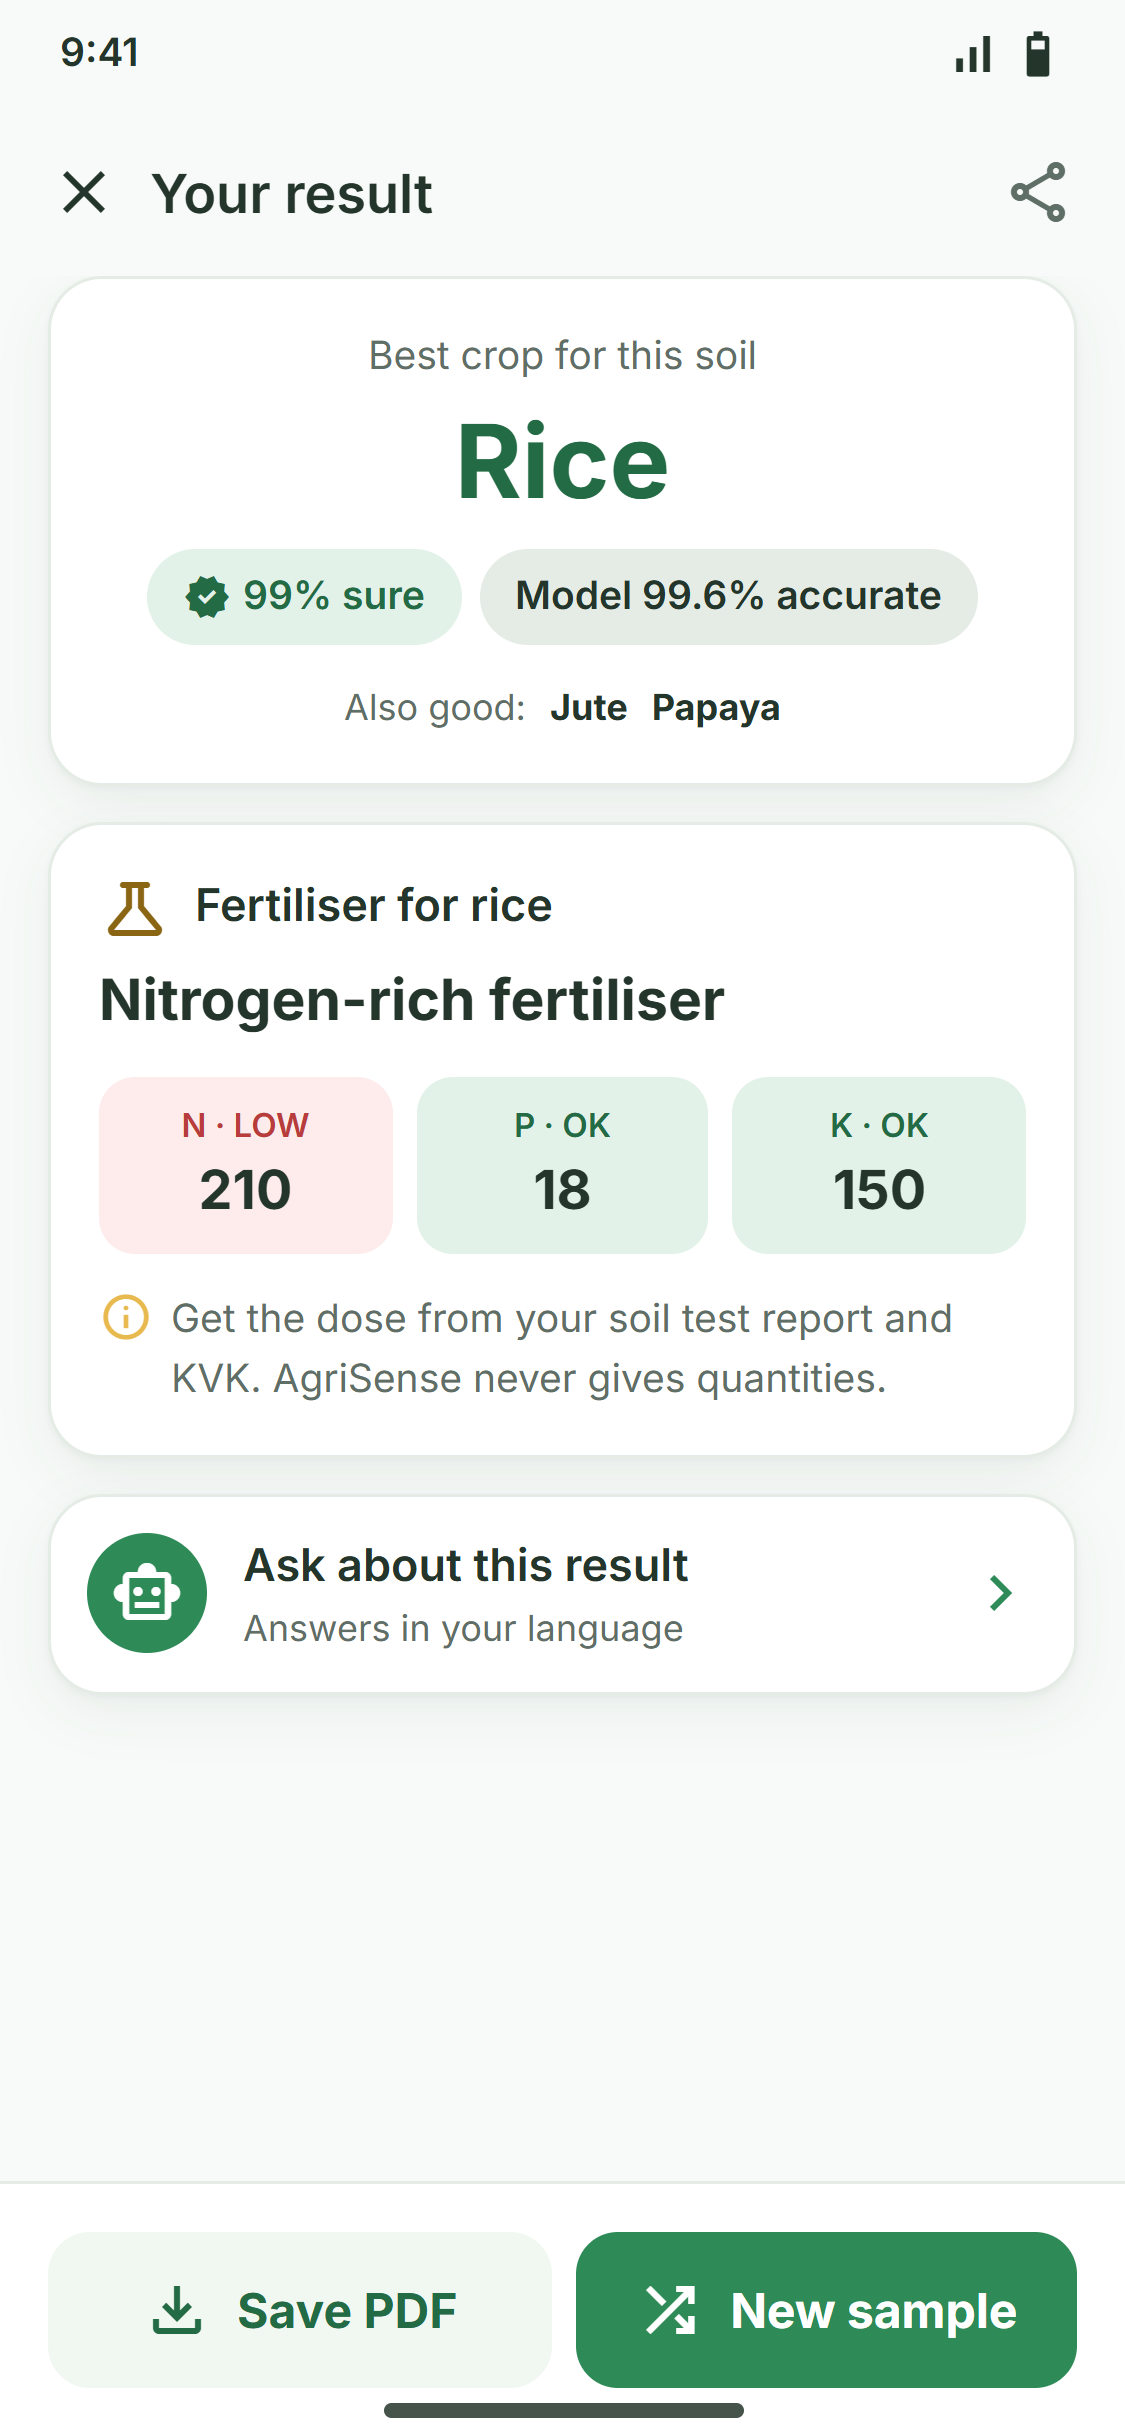 9:41
Your result
Best crop for this soil
Rice
99% sure
Model 99.6% accurate
Also good: Jute Papaya
Fertiliser for rice
Nitrogen-rich fertiliser
N · LOW
210
P · OK
18
K · OK
150
Get the dose from your soil test report and
KVK. AgriSense never gives quantities.
Ask about this result
Answers in your language
Save PDF
New sample